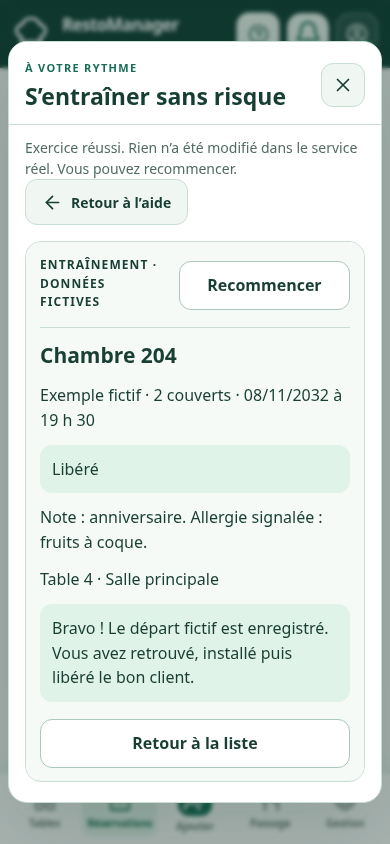 RestoManager
À VOTRE RYTHME
S’entraîner sans risque
Exercice réussi. Rien n’a été modifié dans le service
réel. Vous pouvez recommencer.
Retour à l’aide
ENTRAÎNEMENT ·
DONNÉES
FICTIVES
Recommencer
Chambre 204
Exemple fictif · 2 couverts · 08/11/2032 à
19 h 30
Libéré
Note : anniversaire. Allergie signalée :
fruits à coque.
Table 4 · Salle principale
Bravo ! Le départ fictif est enregistré.
Vous avez retrouvé, installé puis
libéré le bon client.
Retour à la liste
Tables
Réservations
Ajouter
Passage
Gestion